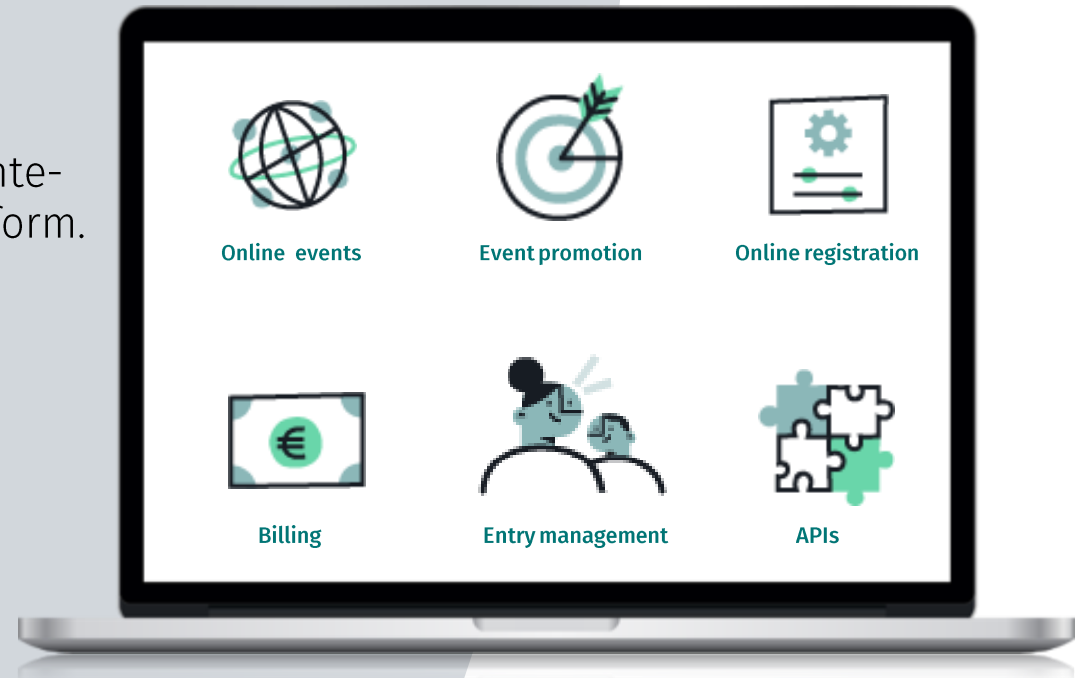 nte-
form.
Online events
Event promotion
Online registration
€
Billing
Entry management
APIs